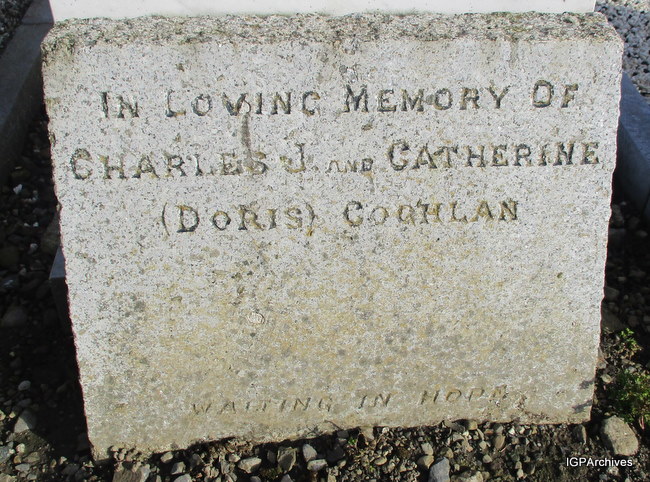 IN LOVING MEMORY OF
CHARLES J. AND CATHERINE
(DORIS) COGHLAN
WAITING IN HOPE
IGPArchives